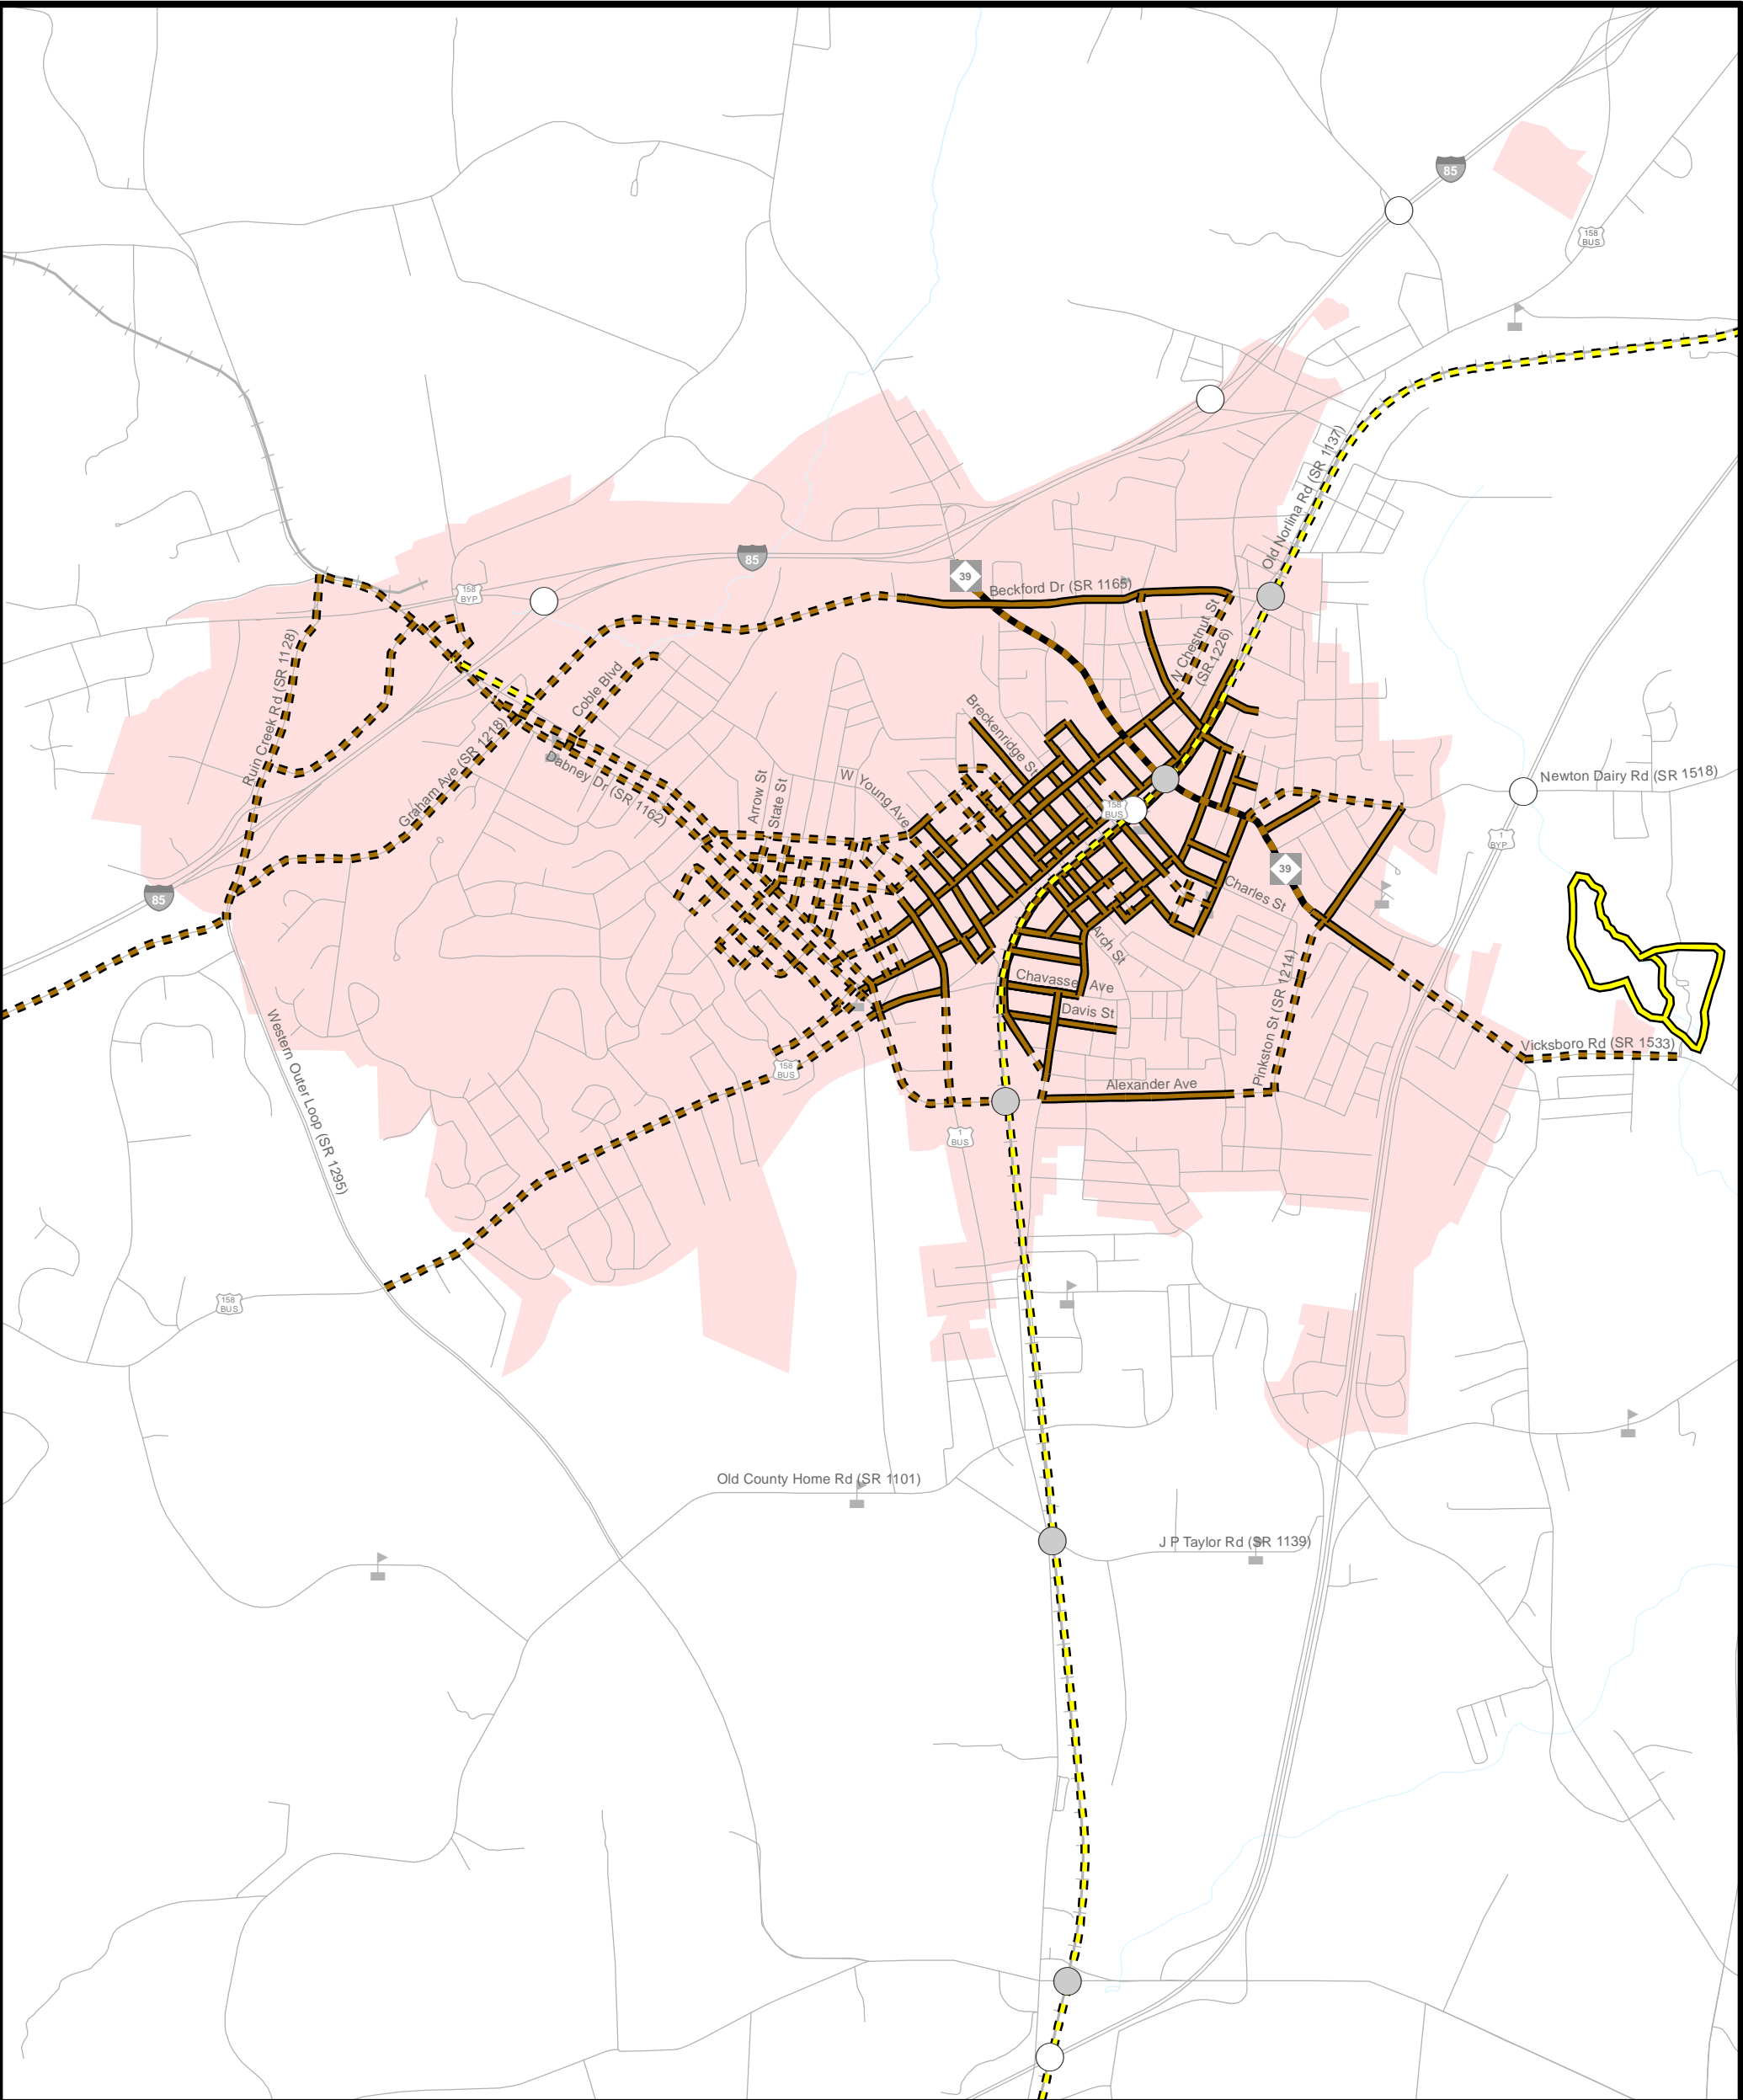 85
158
BUS
Old Norlina Rd (SR 1137)
85
39
Beckford Dr (SR 1165)
158
BYP
N Chestnut St
(SR 1226)
Ruin Creek Rd (SR 1128)
Coble Blvd
Breckenridge St
Graham Ave (SR 1218)
Dabney Dr (SR 1162)
Arrow St
State St
W Young Ave
Newton Dairy Rd (SR 1518)
158
BUS
1
BYP
39
85
Charles St
Arch St
Chavasse Ave
Davis St
Pinkston St (SR 1214)
Western Outer Loop (SR 1295)
Vicksboro Rd (SR 1533)
158
BUS
Alexander Ave
1
BUS
158
BUS
Old County Home Rd (SR 1101)
J P Taylor Rd (SR 1139)